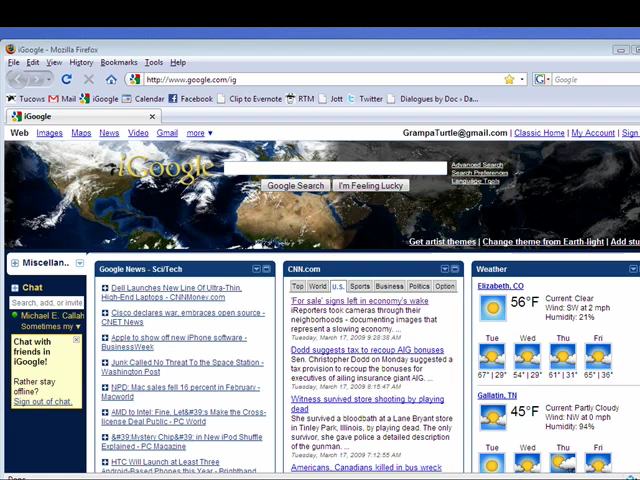 iGoogle - Mozilla Firefox
File Edit View History Bookmarks Tools Help
http://www.google.com/ig
Google
Tucows Gmail iGoogle Calendar Facebook Clip to Evernote RTM Jott Twitter Dialogues by Doc › Da...
iGoogle
Web Images Maps News Video Gmail more ▼
GrampaTurtle@gmail.com | Classic Home | My Account | Sign
iGoogle
Advanced Search
Search Preferences
Language Tools
Google Search I'm Feeling Lucky
Get artist themes | Change theme from Earth-light | Add stu
Miscellan..
Chat
Search, add, or invite
Michael E. Callah
Sometimes my ▼
Chat with
friends in
iGoogle!
Rather stay
offline?
Sign out of chat.
Google News - Sci/Tech
Dell Launches New Line Of Ultra-Thin,
High-End Laptops - CNNMoney.com
Cisco declares war, embraces open source -
CNET News
Apple to show off new iPhone software -
BusinessWeek
Junk Called No Threat To the Space Station -
Washington Post
NPD: Mac sales fell 16 percent in February -
Macworld
AMD to Intel: Fine, Let&#39;s Make the Cross-
license Deal Public - PC World
&#39;Mystery Chip&#39; in New iPod Shuffle
Explained - PC Magazine
HTC Will Launch at Least Three
Android-Based Phones this Year - Brighthand
CNN.com
Top World U.S. Sports Business Politics Option
'For sale' signs left in economy's wake
iReporters took cameras through their
neighborhoods - documenting images that
represent a slowing economy. ...
Tuesday, March 17, 2009 9:28:38 AM
Dodd suggests tax to recoup AIG bonuses
Sen. Christopher Dodd on Monday suggested a
tax provision to recoup the bonuses for
executives of ailing insurance giant AIG. ...
Tuesday, March 17, 2009 8:15:47 AM
Witness survived store shooting by playing
dead
She survived a bloodbath at a Lane Bryant store
in Tinley Park, Illinois, by playing dead. The only
survivor, she gave police a detailed
description of the gunman. ...
Tuesday, March 17, 2009 7:12:55 AM
Americans, Canadians killed in bus wreck
Weather
Elizabeth, CO
56°F
Current: Clear
Wind: SW at 2 mph
Humidity: 21%
Tue Wed Thu Fri
67° | 29° 54° | 29° 61° | 31° 65° | 36°
Gallatin, TN
45°F
Current: Partly Cloudy
Wind: NW at 0 mph
Humidity: 94%
Tue Wed Thu Fri